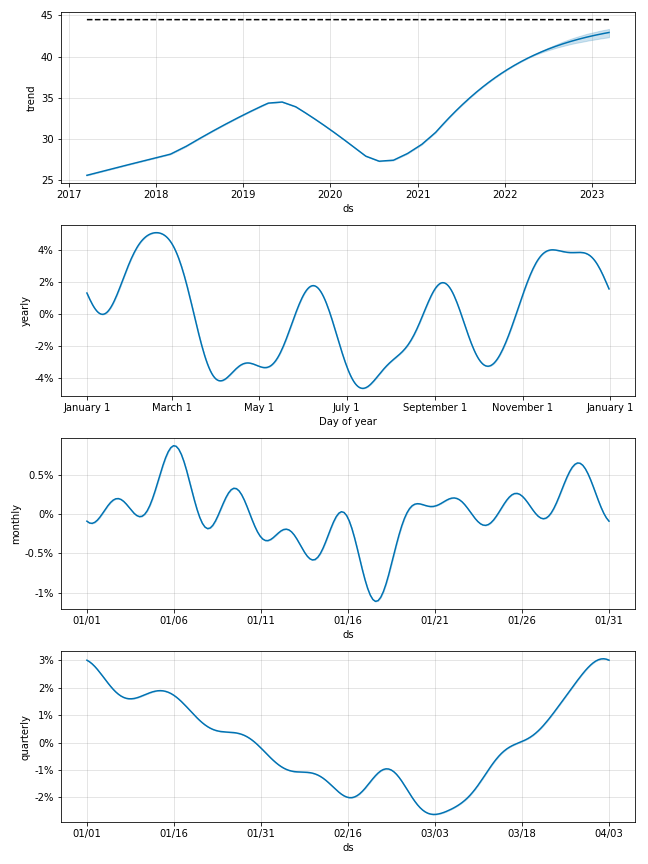 45
40
35
30
25
trend
2017 2018 2019 2020 2021 2022 2023
ds
4%
2%
0%
-2%
-4%
yearly
January 1 March 1 May 1 July 1 September 1 November 1 January 1
Day of year
0.5%
0%
-0.5%
-1%
monthly
01/01 01/06 01/11 01/16 01/21 01/26 01/31
ds
3%
2%
1%
0%
-1%
-2%
quarterly
01/01 01/16 01/31 02/16 03/03 03/18 04/03
ds